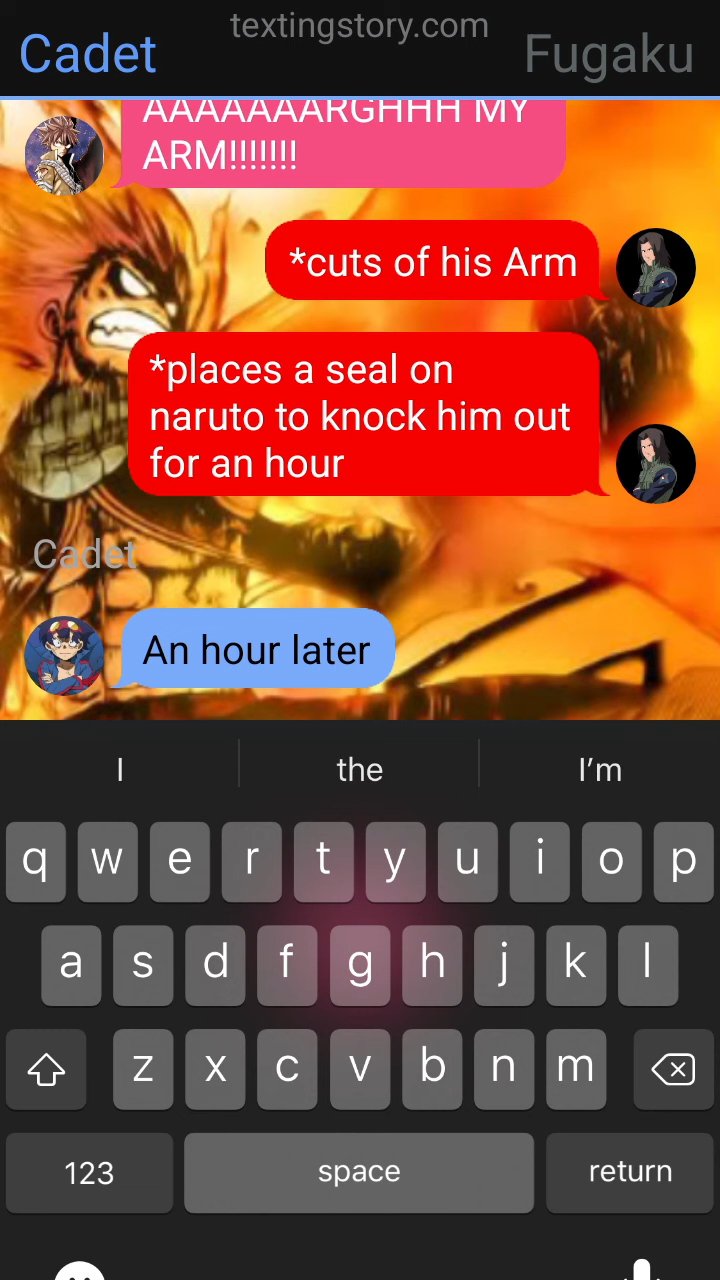 textingstory.com
Cadet
Fugaku
AAAAAAARGHHH MY
ARM!!!!!!!
*cuts of his Arm
*places a seal on
naruto to knock him out
for an hour
Cadet
An hour later
I the I'm
q w e r t y u i o p
a s d f g h j k l
z x c v b n m
123 space return